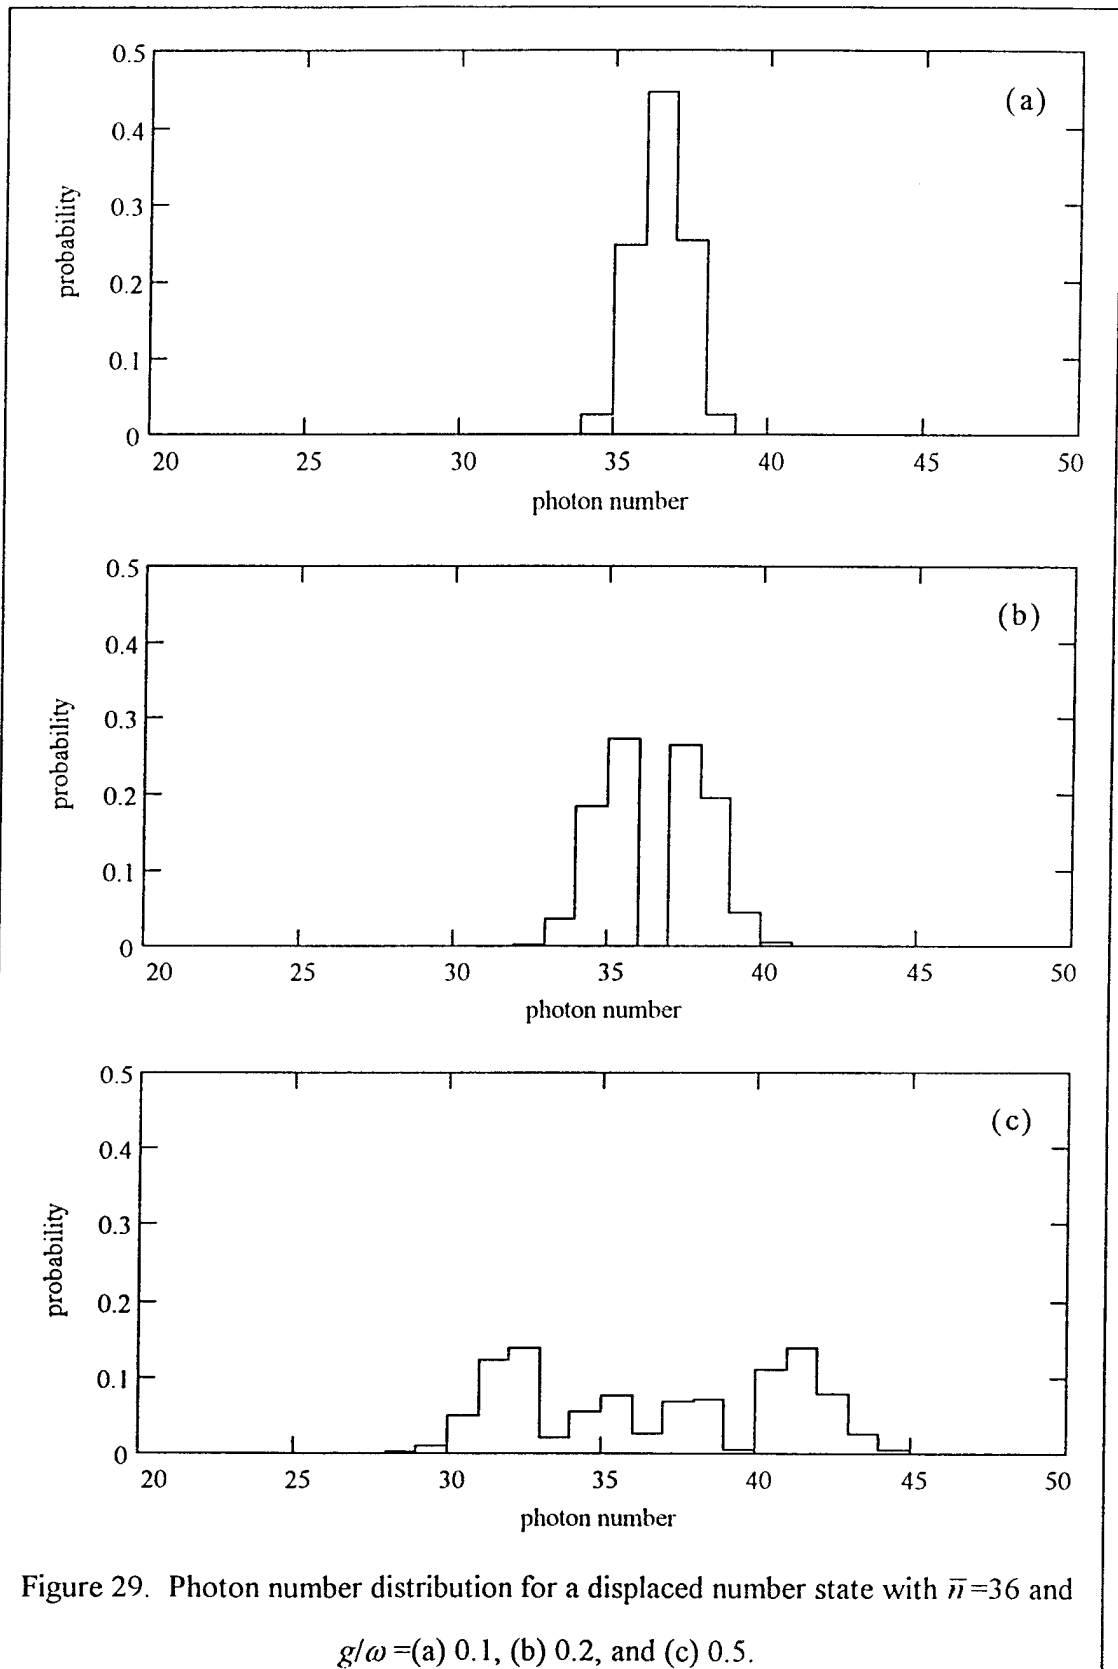 (a)
probability
0.5
0.4
0.3
0.2
0.1
0
20 25 30 35 40 45 50
photon number
(b)
probability
0.5
0.4
0.3
0.2
0.1
0
20 25 30 35 40 45 50
photon number
(c)
probability
0.5
0.4
0.3
0.2
0.1
0
20 25 30 35 40 45 50
photon number
Figure 29. Photon number distribution for a displaced number state with n̅=36 and
g/ω =(a) 0.1, (b) 0.2, and (c) 0.5.